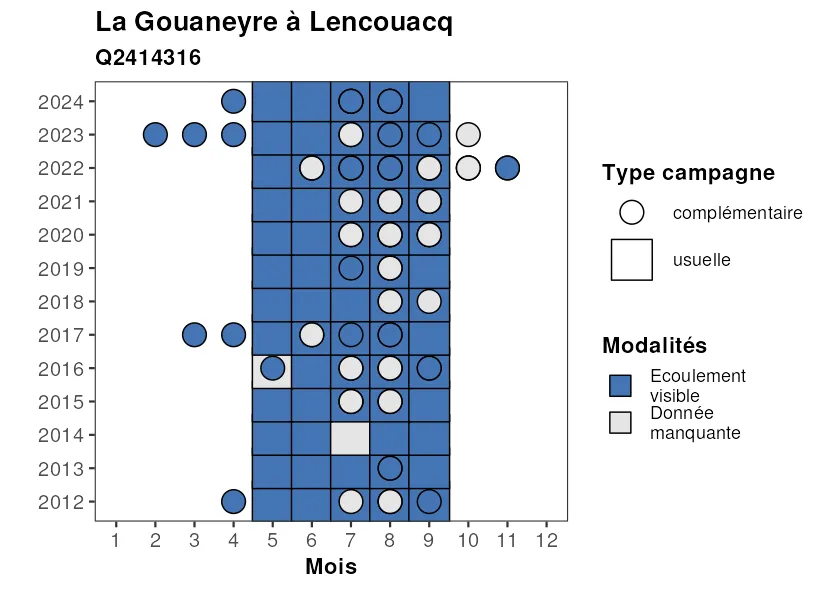 La Gouaneyre à Lencouacq
Q2414316
2024
2023
2022
2021
2020
2019
2018
2017
2016
2015
2014
2013
2012
1 2 3 4 5 6 7 8 9 10 11 12
Mois
Type campagne
complémentaire
usuelle
Modalités
Ecoulement
visible
Donnée
manquante